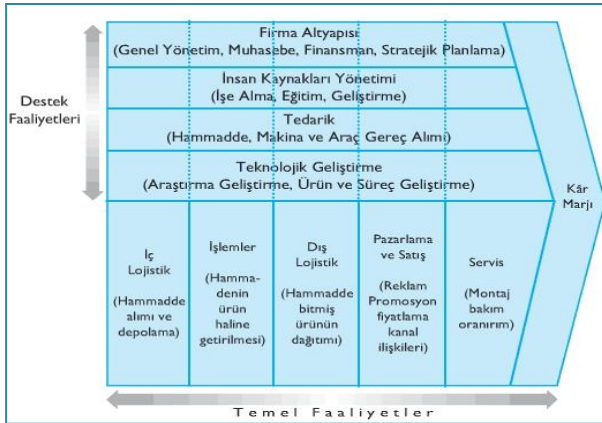 Firma Altyapısı
(Genel Yönetim, Muhasebe, Finansman, Stratejik Planlama)
İnsan Kaynakları Yönetimi
(İşe Alma, Eğitim, Geliştirme)
Destek
Faaliyetleri
Tedarik
(Hammadde, Makina ve Araç Gereç Alımı)
Teknolojik Geliştirme
(Araştırma Geliştirme, Ürün ve Süreç Geliştirme)
Kâr
Marjı
İç
Lojistik
(Hammadde
alımı ve
depolama)
İşlemler
(Hamma-
denin
ürün
haline
getirilmesi)
Dış
Lojistik
(Hammadde
bitmiş
ürünün
dağıtımı)
Pazarlama
ve Satış
(Reklam
Promosyon
fiyatlama
kanal
ilişkileri)
Servis
(Montaj
bakım
oranırım)
Temel Faaliyetler